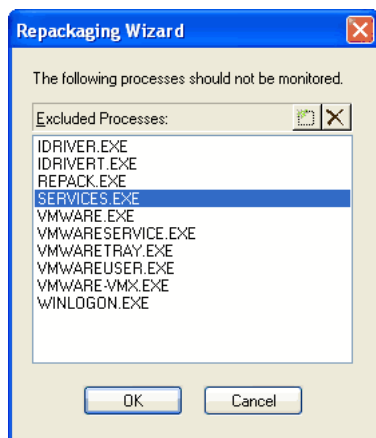 Repackaging Wizard
The following processes should not be monitored.
Excluded Processes:
IDRIVER.EXE
IDRIVERT.EXE
REPACK.EXE
SERVICES.EXE
VMWARE.EXE
VMWARESERVICE.EXE
VMWARETRAY.EXE
VMWAREUSER.EXE
VMWARE-VMX.EXE
WINLOGON.EXE
OK
Cancel